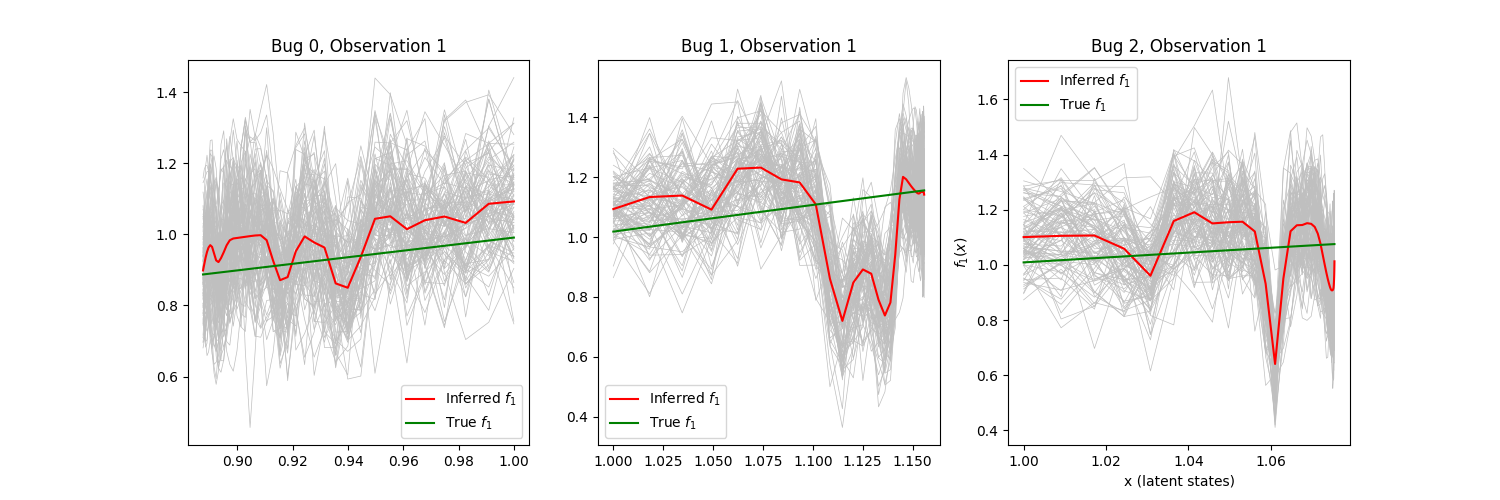 Bug 0, Observation 1
1.4
1.2
1.0
0.8
0.6
Inferred f₁
True f₁
0.90 0.92 0.94 0.96 0.98 1.00
Bug 1, Observation 1
1.4
1.2
1.0
0.8
0.6
0.4
Inferred f₁
True f₁
1.000 1.025 1.050 1.075 1.100 1.125 1.150
Bug 2, Observation 1
Inferred f₁
True f₁
f₁(x)
1.6
1.4
1.2
1.0
0.8
0.6
0.4
1.00 1.02 1.04 1.06
x (latent states)